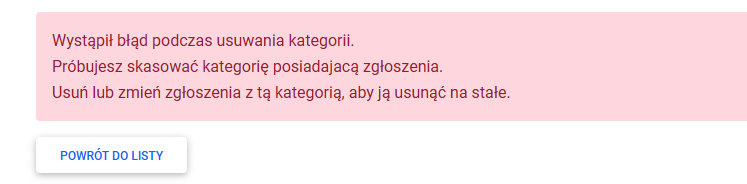 Wystąpił błąd podczas usuwania kategorii.
Próbujesz skasować kategorię posiadajacą zgłoszenia.
Usuń lub zmień zgłoszenia z tą kategorią, aby ją usunąć na stałe.
POWRÓT DO LISTY